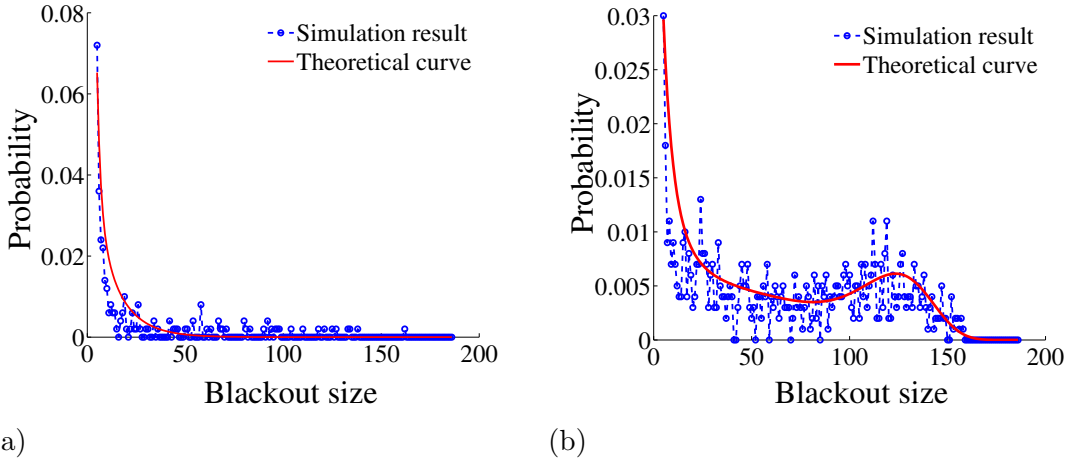 0.08
0.06
0.04
0.02
0
Probability
Simulation result
Theoretical curve
0 50 100 150 200
Blackout size
a)
0.03
0.025
0.02
0.015
0.01
0.005
0
Probability
Simulation result
Theoretical curve
0 50 100 150 200
Blackout size
(b)